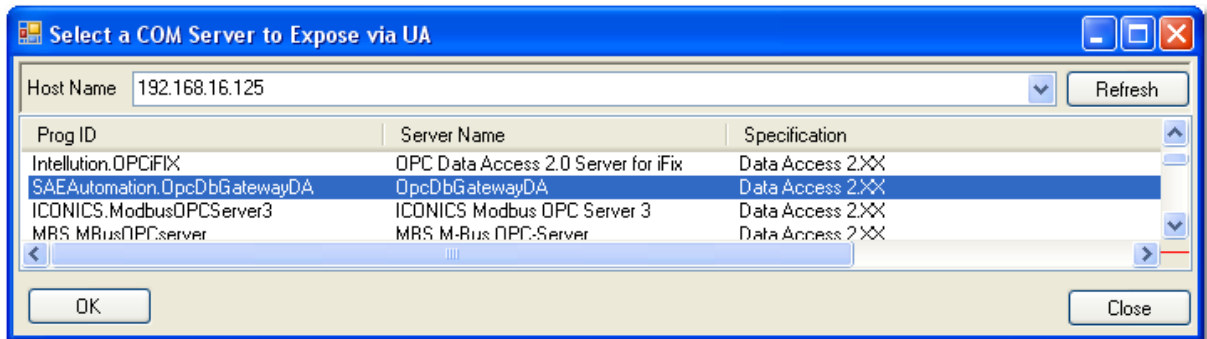 Select a COM Server to Expose via UA
Host Name 192.168.16.125 Refresh
Prog ID Server Name Specification
Intellution.OPCiFIX OPC Data Access 2.0 Server for iFix Data Access 2.XX
SAEAutomation.OpcDbGatewayDA OpcDbGatewayDA Data Access 2.XX
ICONICS.ModbusOPCServer3 ICONICS Modbus OPC Server 3 Data Access 2.XX
MBS.MBusOPCserver MBS M-Bus OPC-Server Data Access 2.XX
OK Close